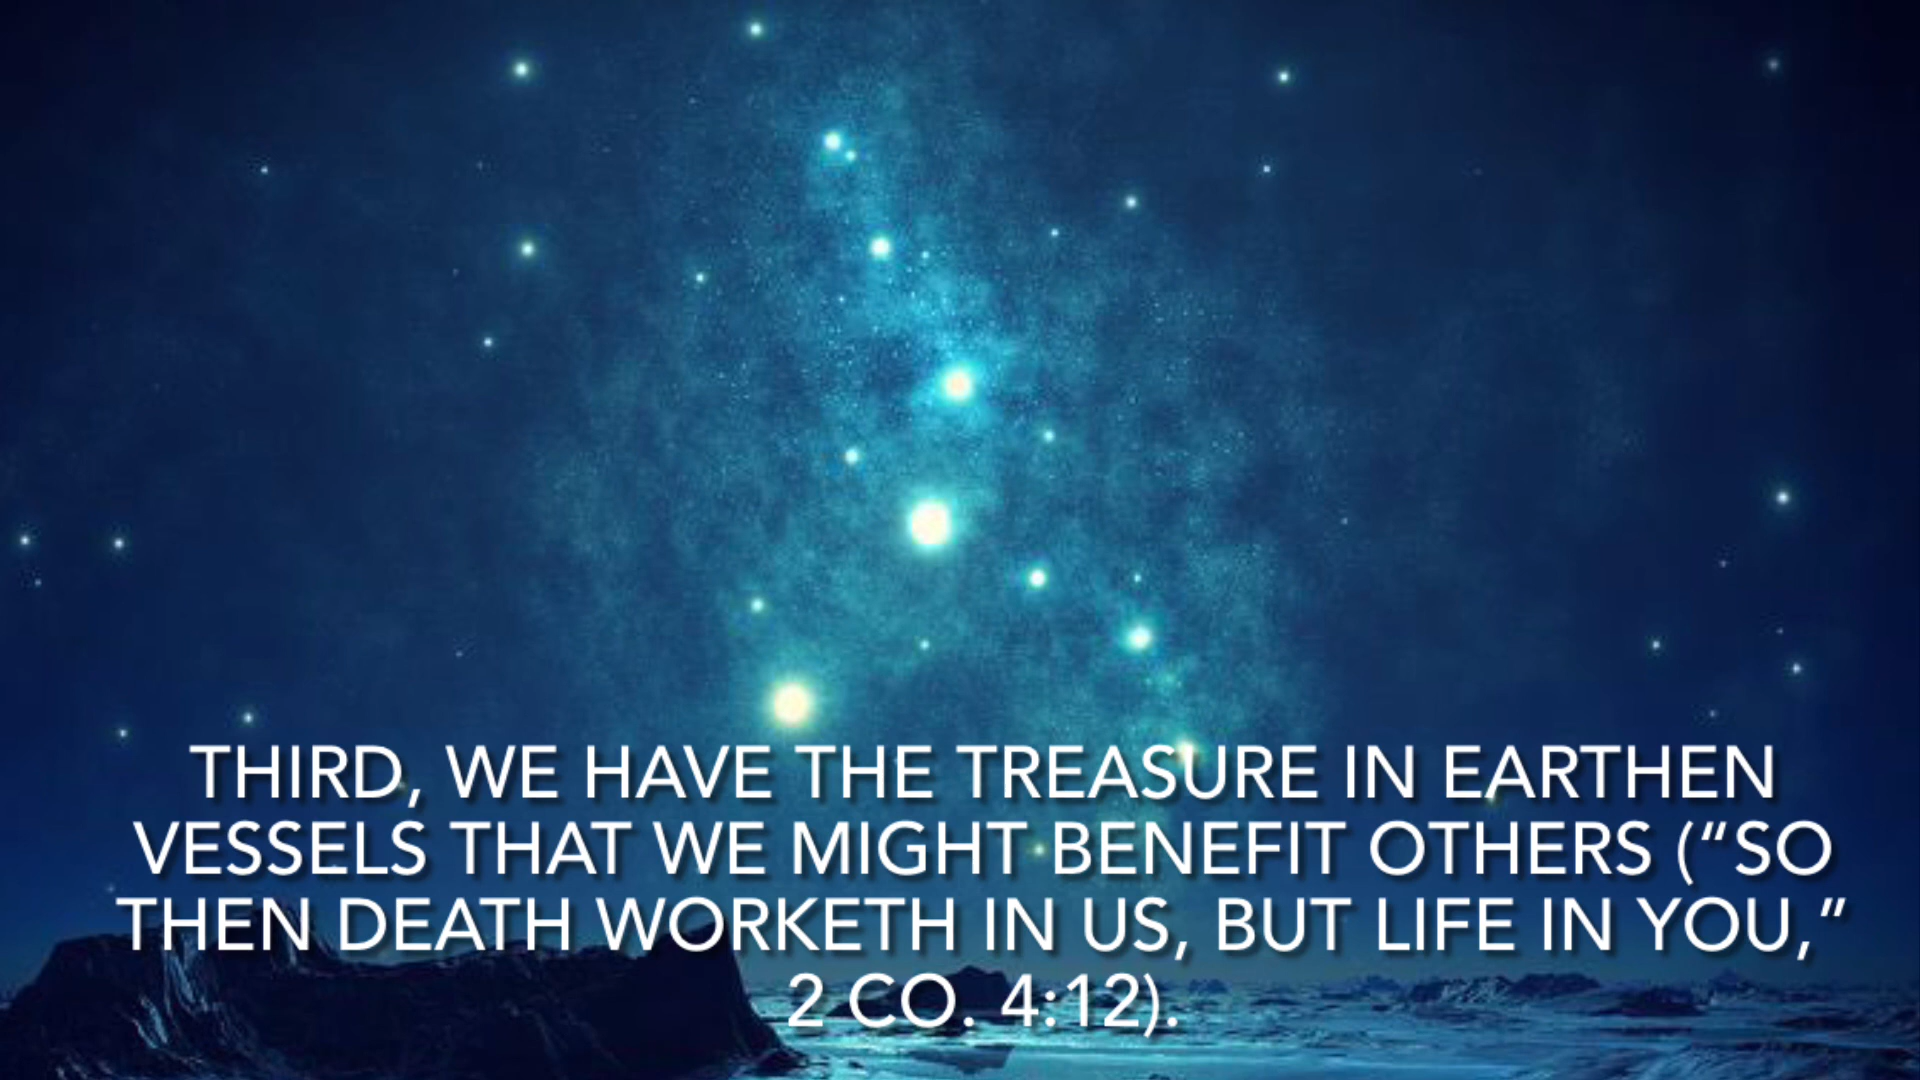 THIRD, WE HAVE THE TREASURE IN EARTHEN
VESSELS THAT WE MIGHT BENEFIT OTHERS (“SO
THEN DEATH WORKETH IN US, BUT LIFE IN YOU,”
2 CO. 4:12).